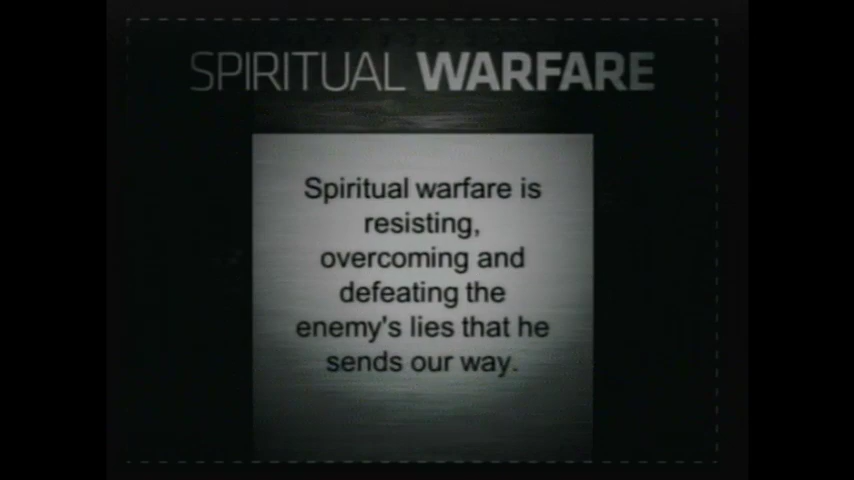 SPIRITUAL WARFARE
Spiritual warfare is
resisting,
overcoming and
defeating the
enemy's lies that he
sends our way.